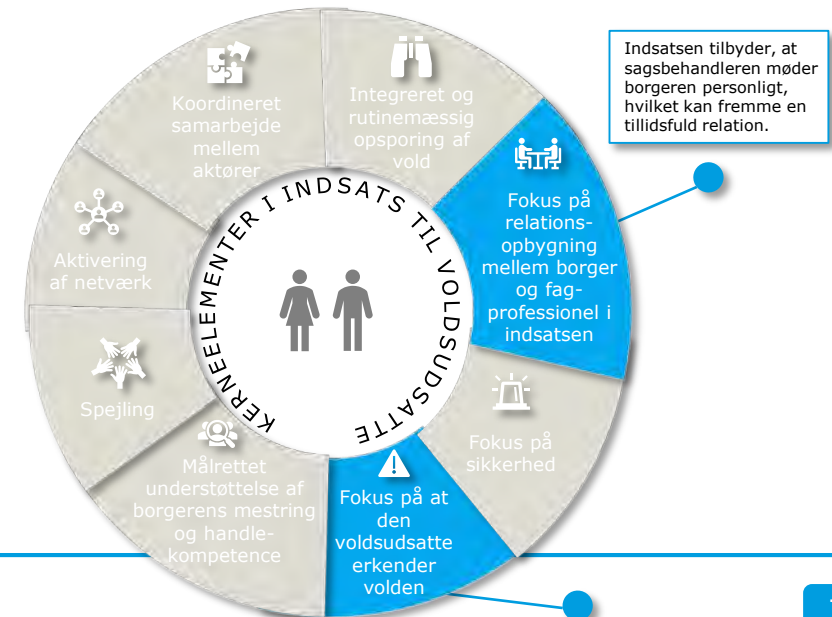 Indsatsen tilbyder, at
sagsbehandleren møder
borgeren personligt,
hvilket kan fremme en
tillidsfuld relation.
Koordineret
samarbejde
mellem
aktører
Integreret og
rutinemæssig
opsporing af
vold
Fokus på
relations-
opbygning
mellem borger
og fag-
professionel i
indsatsen
Fokus på
sikkerhed
Fokus på at
den
voldsudsatte
erkender
volden
Målrettet
understøttelse af
borgerens mestring
og handle-
kompetence
Spejling
Aktivering
af netværk
KERNEELEMENTER I INDSATS TIL VOLDSUDSATTE